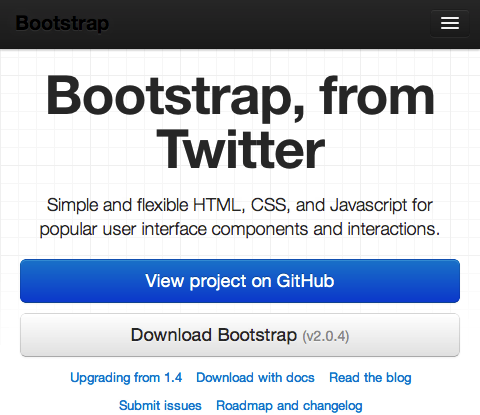 Bootstrap
Bootstrap, from
Twitter
Simple and flexible HTML, CSS, and Javascript for
popular user interface components and interactions.
View project on GitHub
Download Bootstrap (v2.0.4)
Upgrading from 1.4 Download with docs Read the blog
Submit issues Roadmap and changelog